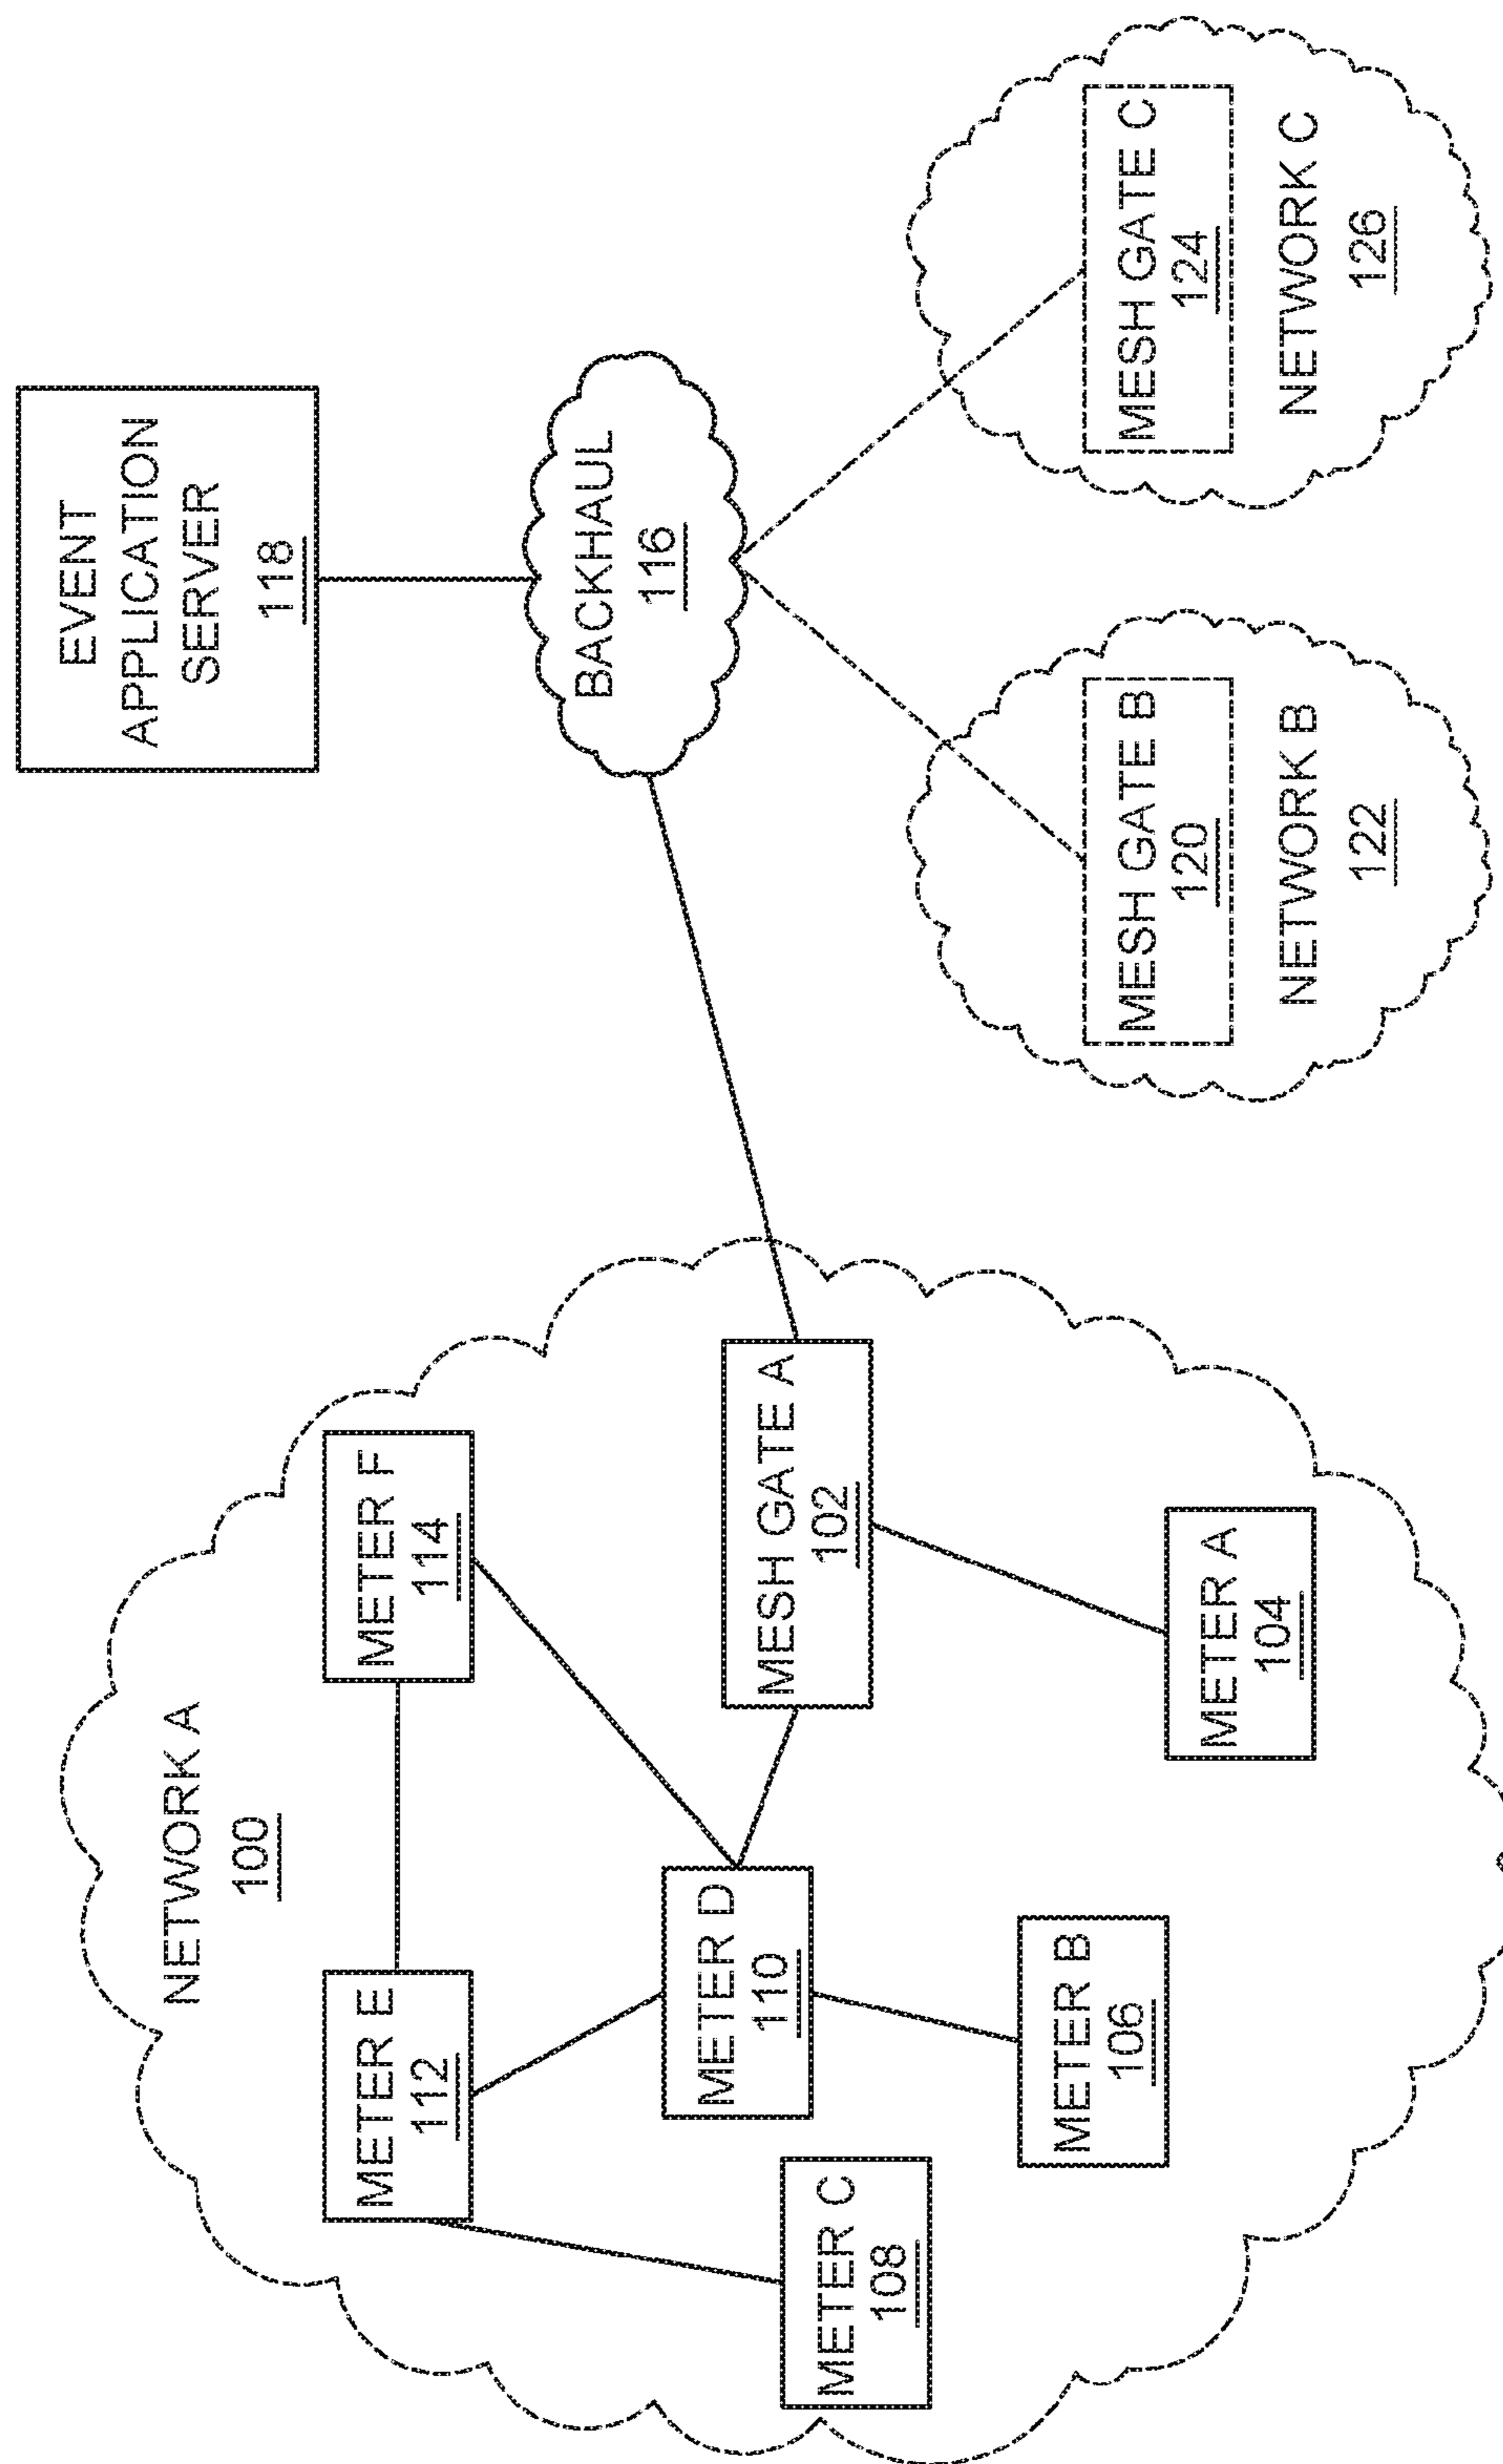 NETWORK A
100
METER E
112
METER F
114
METER D
110
METER C
108
METER B
106
MESH GATE A
102
METER A
104
EVENT
APPLICATION
SERVER
118
BACKHAUL
116
MESH GATE B
120
NETWORK B
122
MESH GATE C
124
NETWORK C
126